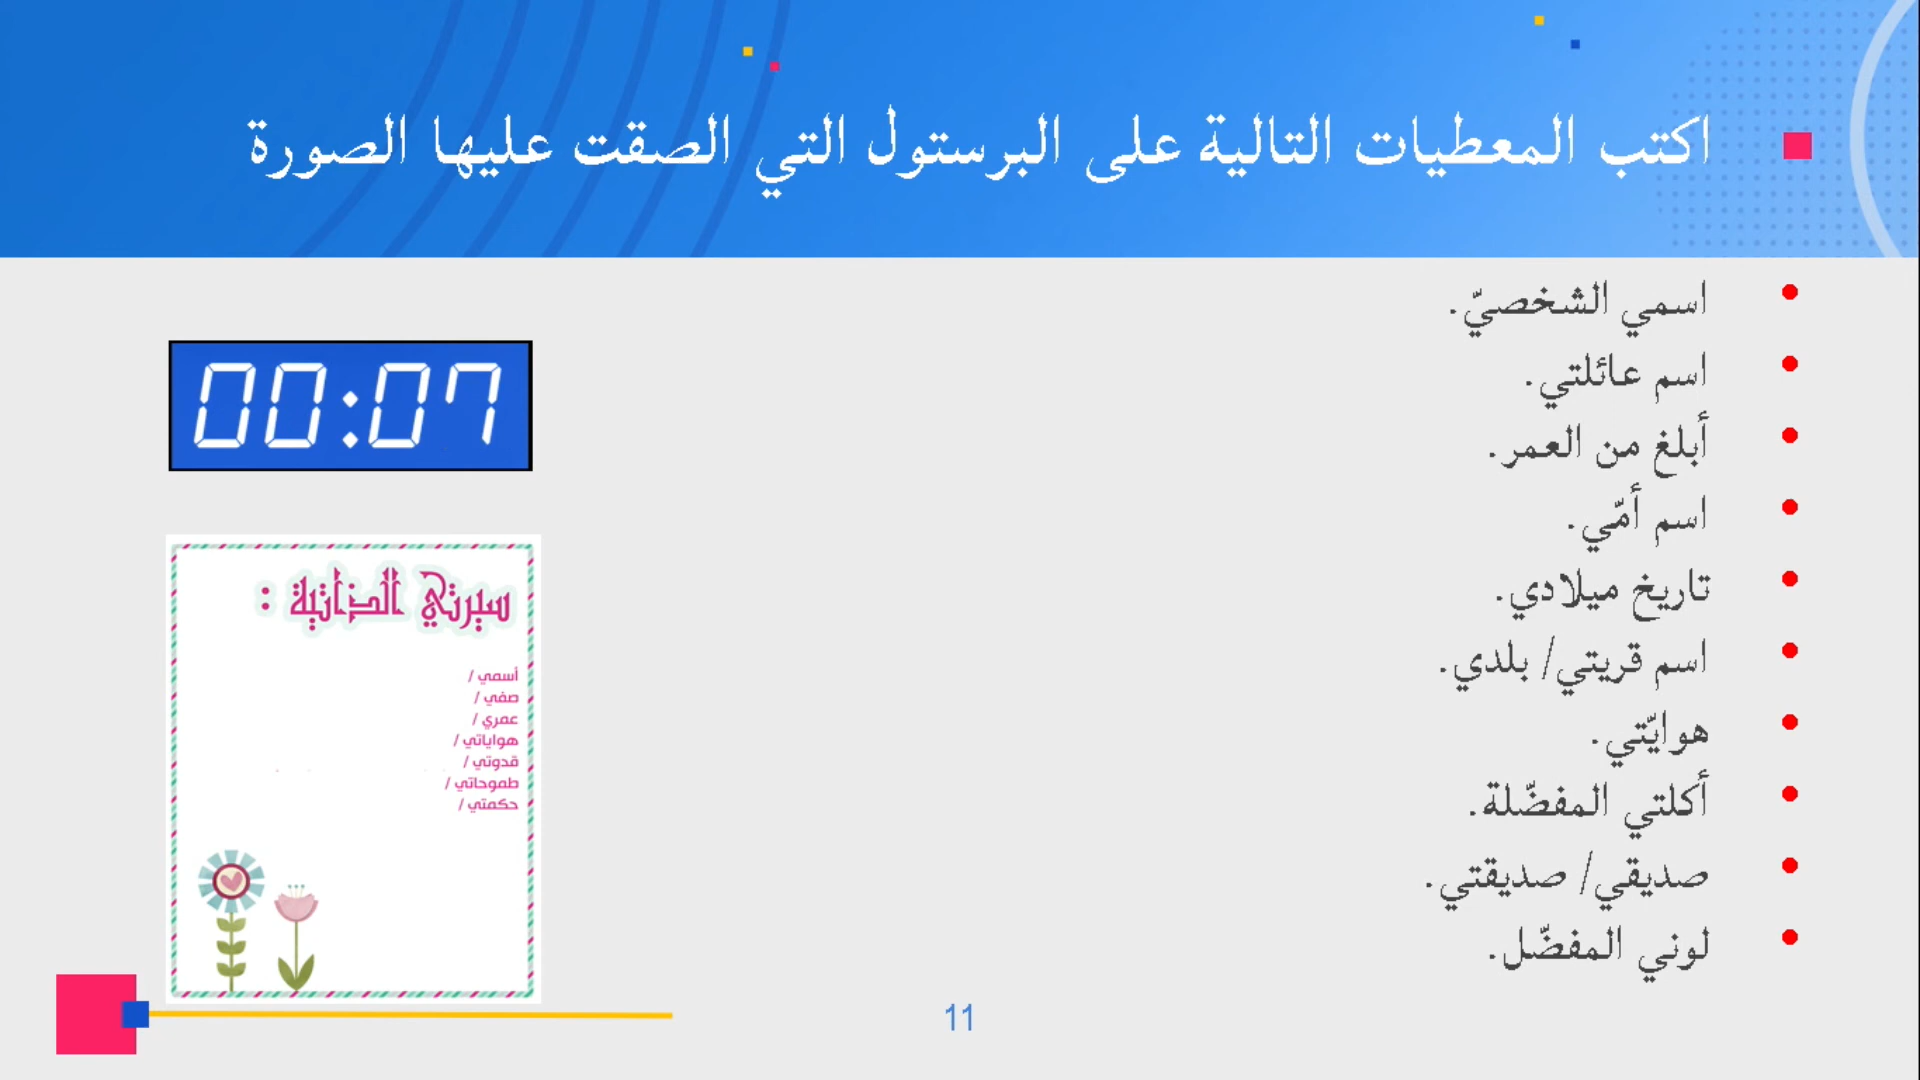 اكتب المعطيات التالية على البرستول التي الصقت عليها الصورة
اسمي الشخصيّ.
اسم عائلتي.
أبلغ من العمر.
اسم أمّي.
تاريخ ميلادي.
اسم قريتي/ بلدي.
هوايّتي.
أكلتي المفضّلة.
صديقي/ صديقتي.
لوني المفضّل.
00:07
سيرتي الذاتية :
أسمي /
صفي /
عمري /
هواياتي /
قدوتي /
طموحاتي /
حكمتي /
11